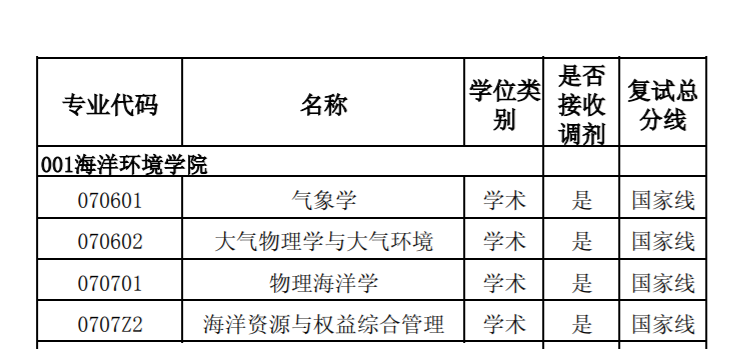 专业代码 名称 学位类别 是否接收调剂 复试总分线
001海洋环境学院
070601 气象学 学术 是 国家线
070602 大气物理学与大气环境 学术 是 国家线
070701 物理海洋学 学术 是 国家线
0707Z2 海洋资源与权益综合管理 学术 是 国家线